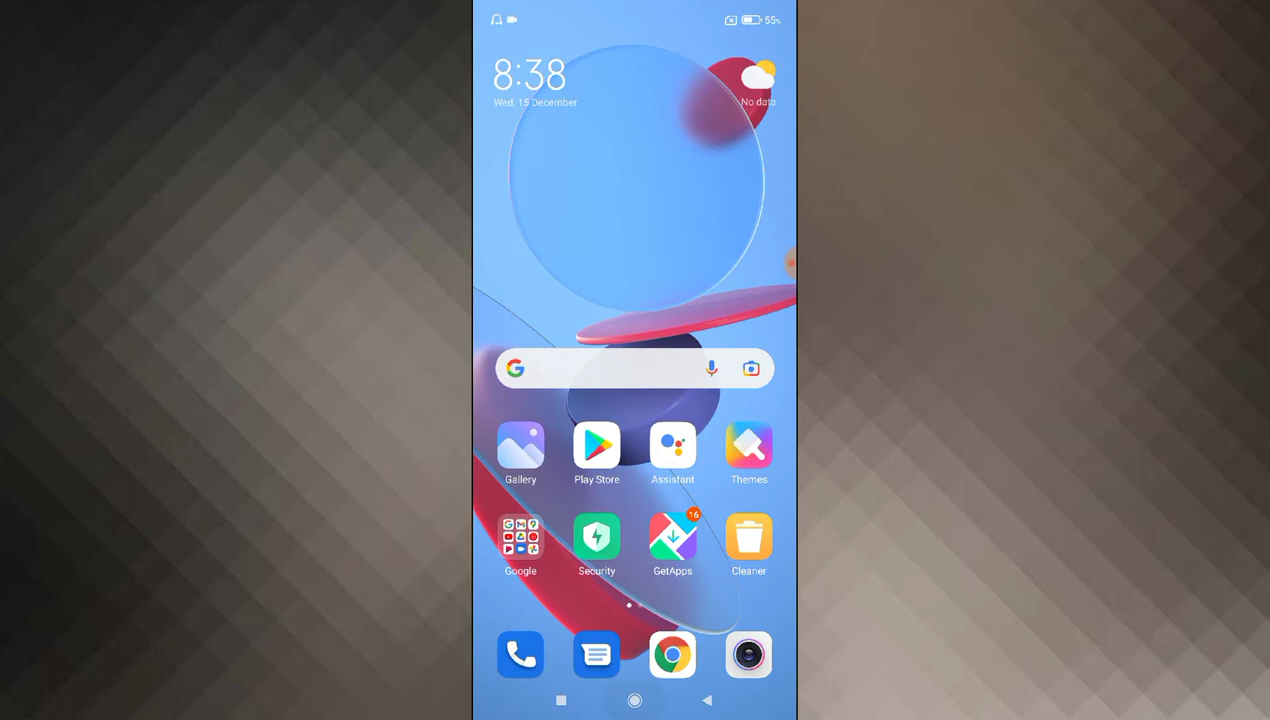 55%
8:38
Wed, 15 December
No data
Gallery
Play Store
Assistant
Themes
16
Google
Security
GetApps
Cleaner